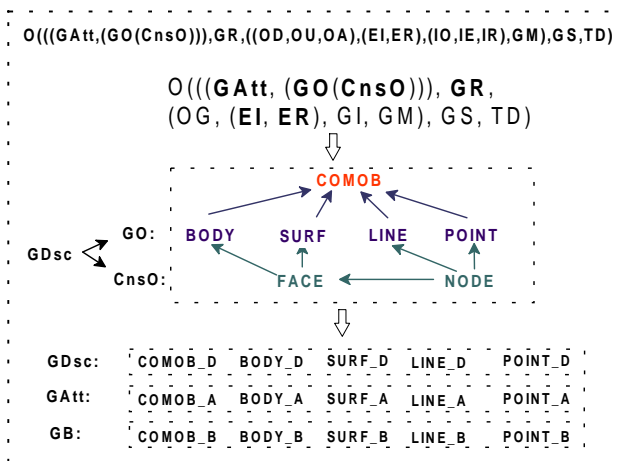 O(((GAtt,(GO(CnsO))),GR,((OD,OU,OA),(EI,ER),(IO,IE,IR),GM),GS,TD)
O(((GAtt, (GO(CnsO))), GR,
(OG, (EI, ER), GI, GM), GS, TD)
COMOB
GO: BODY SURF LINE POINT
GDsc
CnsO: FACE NODE
GDsc: COMOB_D BODY_D SURF_D LINE_D POINT_D
GAtt: COMOB_A BODY_A SURF_A LINE_A POINT_A
GB: COMOB_B BODY_B SURF_B LINE_B POINT_B